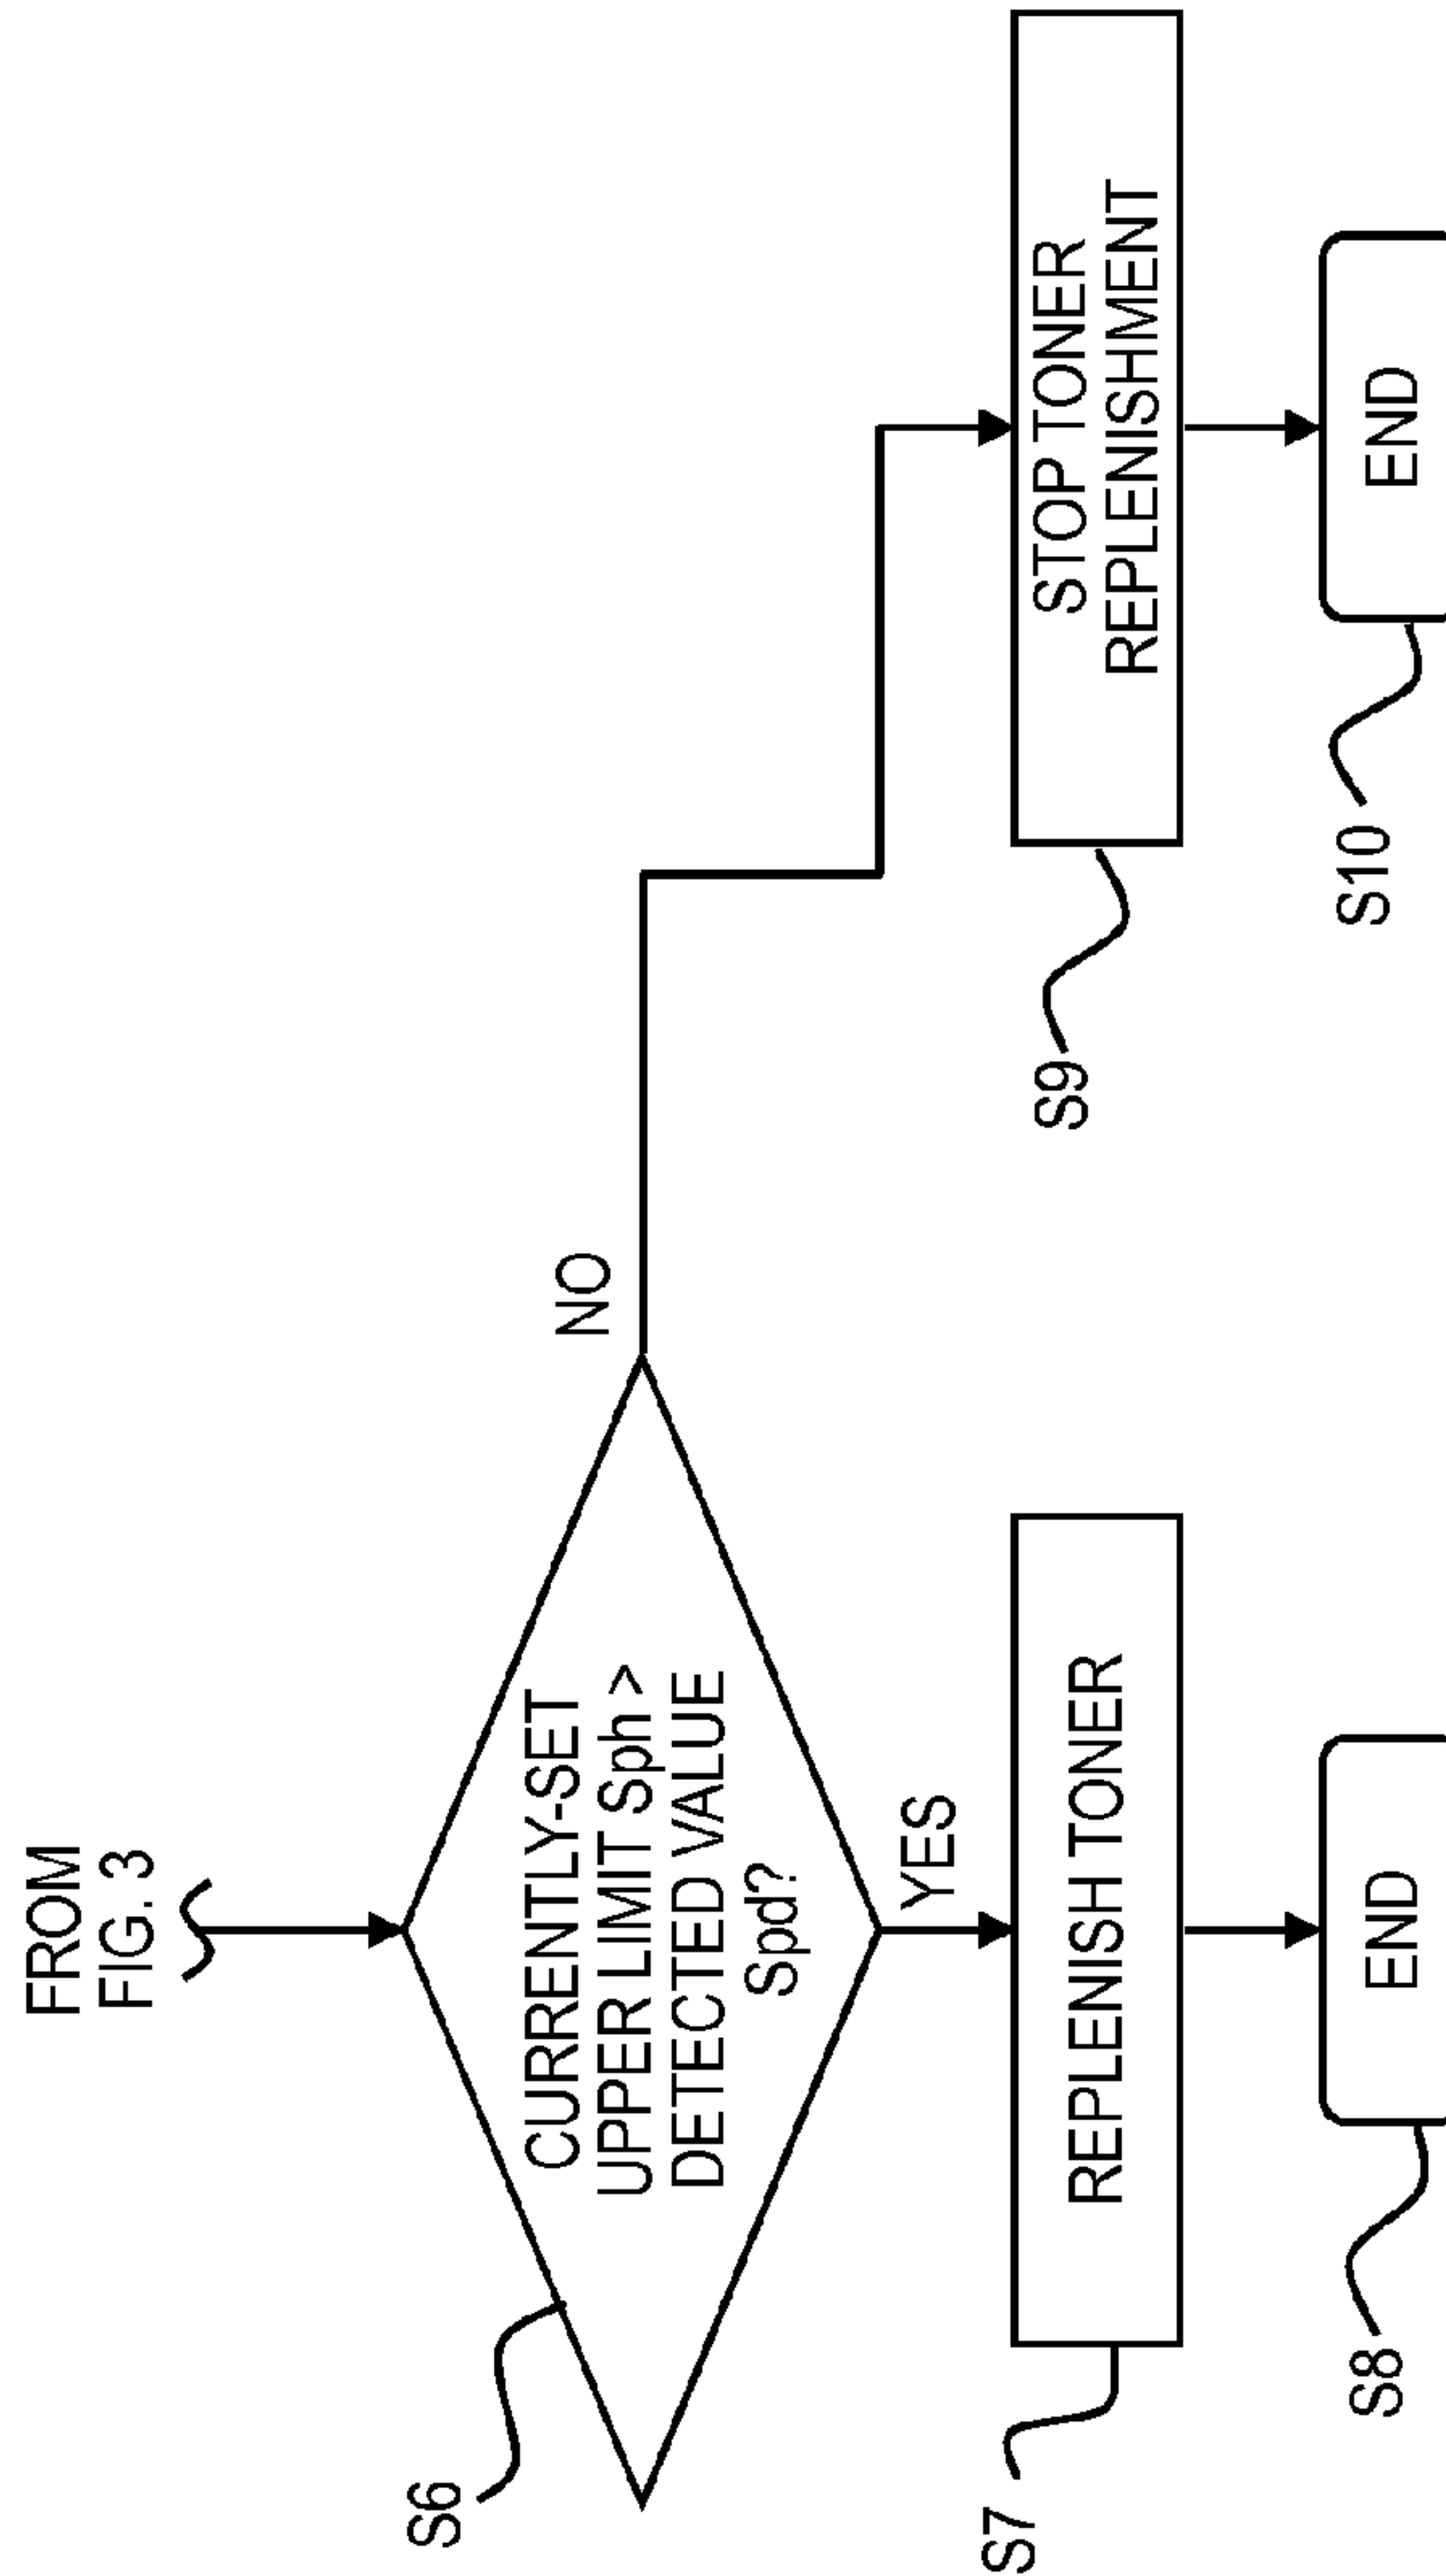 FROM
FIG. 3
S6
CURRENTLY-SET
UPPER LIMIT Sph >
DETECTED VALUE
Spd?
NO
YES
S7
REPLENISH TONER
S9
STOP TONER
REPLENISHMENT
S8
END
S10
END